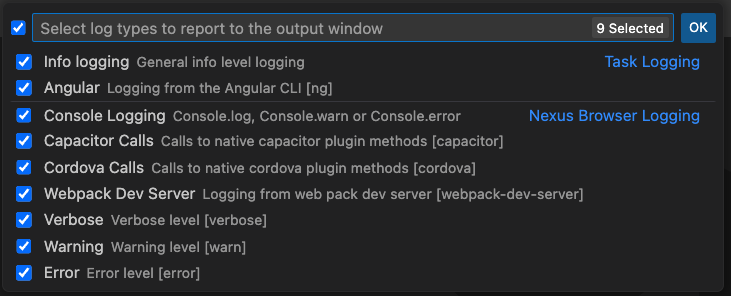 Select log types to report to the output window 9 Selected OK
Info logging General info level logging Task Logging
Angular Logging from the Angular CLI [ng]
Console Logging Console.log, Console.warn or Console.error Nexus Browser Logging
Capacitor Calls Calls to native capacitor plugin methods [capacitor]
Cordova Calls Calls to native cordova plugin methods [cordova]
Webpack Dev Server Logging from web pack dev server [webpack-dev-server]
Verbose Verbose level [verbose]
Warning Warning level [warn]
Error Error level [error]